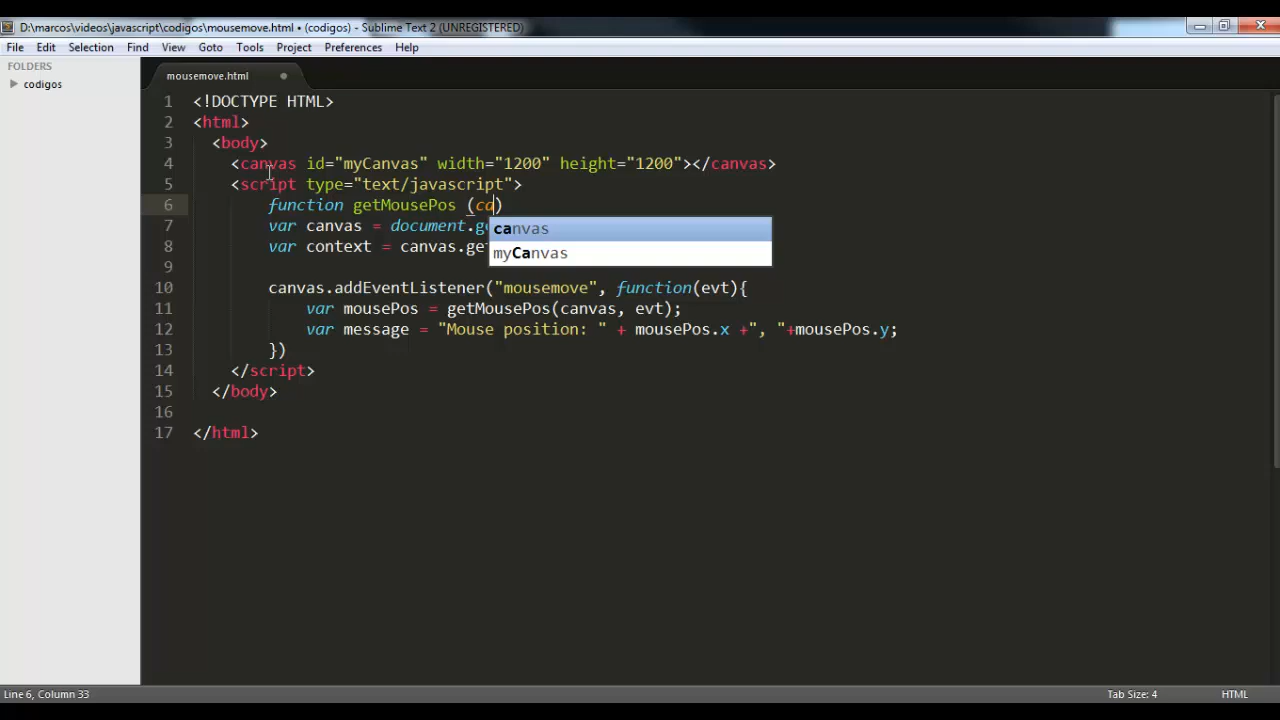 D:\marcos\videos\javascript\codigos\mousemove.html • (codigos) - Sublime Text 2 (UNREGISTERED)
File Edit Selection Find View Goto Tools Project Preferences Help
FOLDERS
codigos
mousemove.html
1 <!DOCTYPE HTML>
2 <html>
3 <body>
4 <canvas id="myCanvas" width="1200" height="1200"></canvas>
5 <script type="text/javascript">
6 function getMousePos (ca)
7 var canvas = document.ge
canvas
8 var context = canvas.get
myCanvas
9
10 canvas.addEventListener("mousemove", function(evt){
11 var mousePos = getMousePos(canvas, evt);
12 var message = "Mouse position: " + mousePos.x +", "+mousePos.y;
13 })
14 </script>
15 </body>
16
17 </html>
Line 6, Column 33
Tab Size: 4
HTML